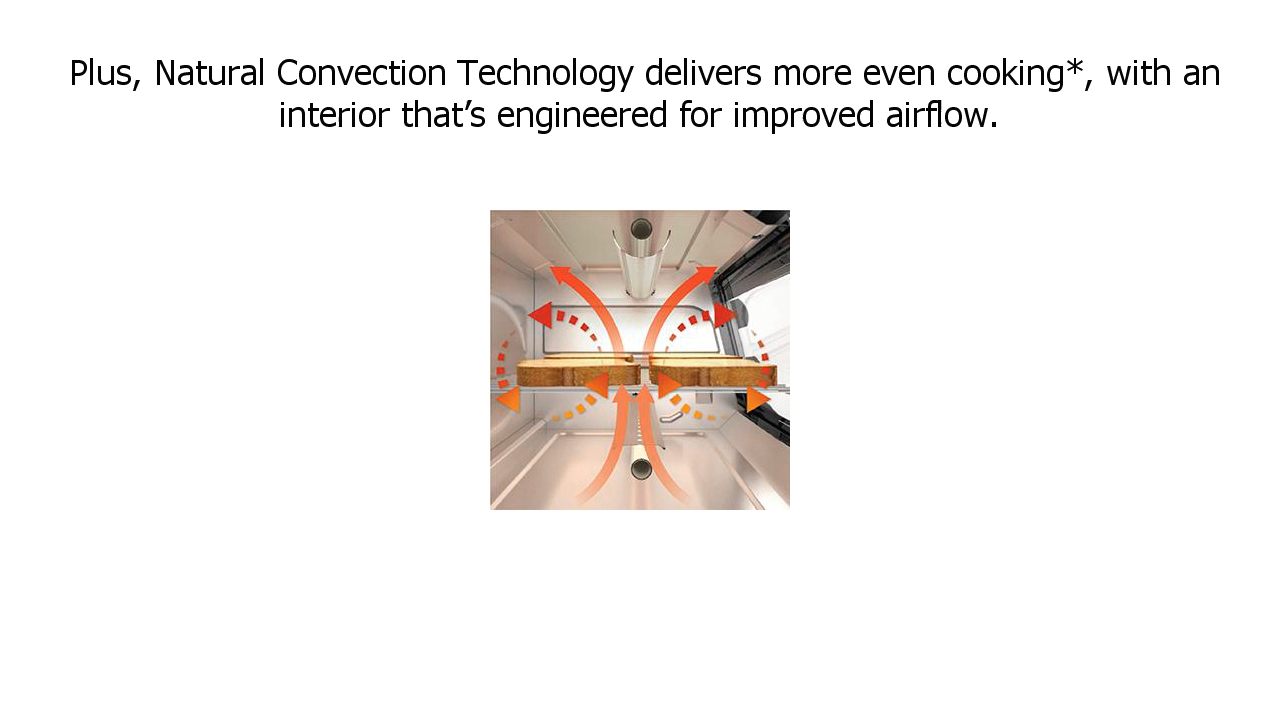 Plus, Natural Convection Technology delivers more even cooking*, with an
interior that’s engineered for improved airflow.